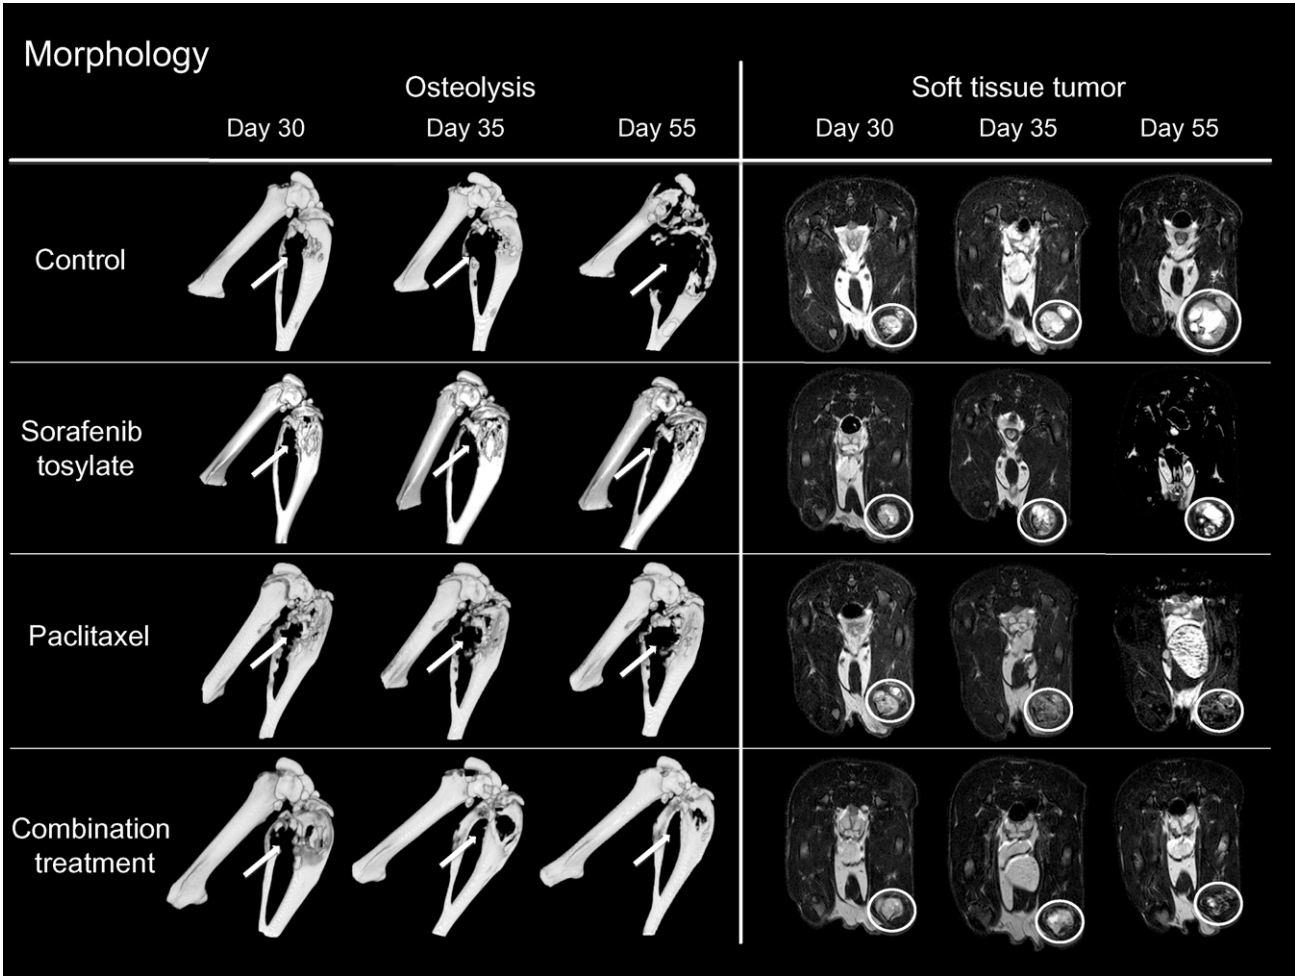 Morphology
Osteolysis
Soft tissue tumor
Day 30
Day 35
Day 55
Day 30
Day 35
Day 55
Control
Sorafenib
tosylate
Paclitaxel
Combination
treatment